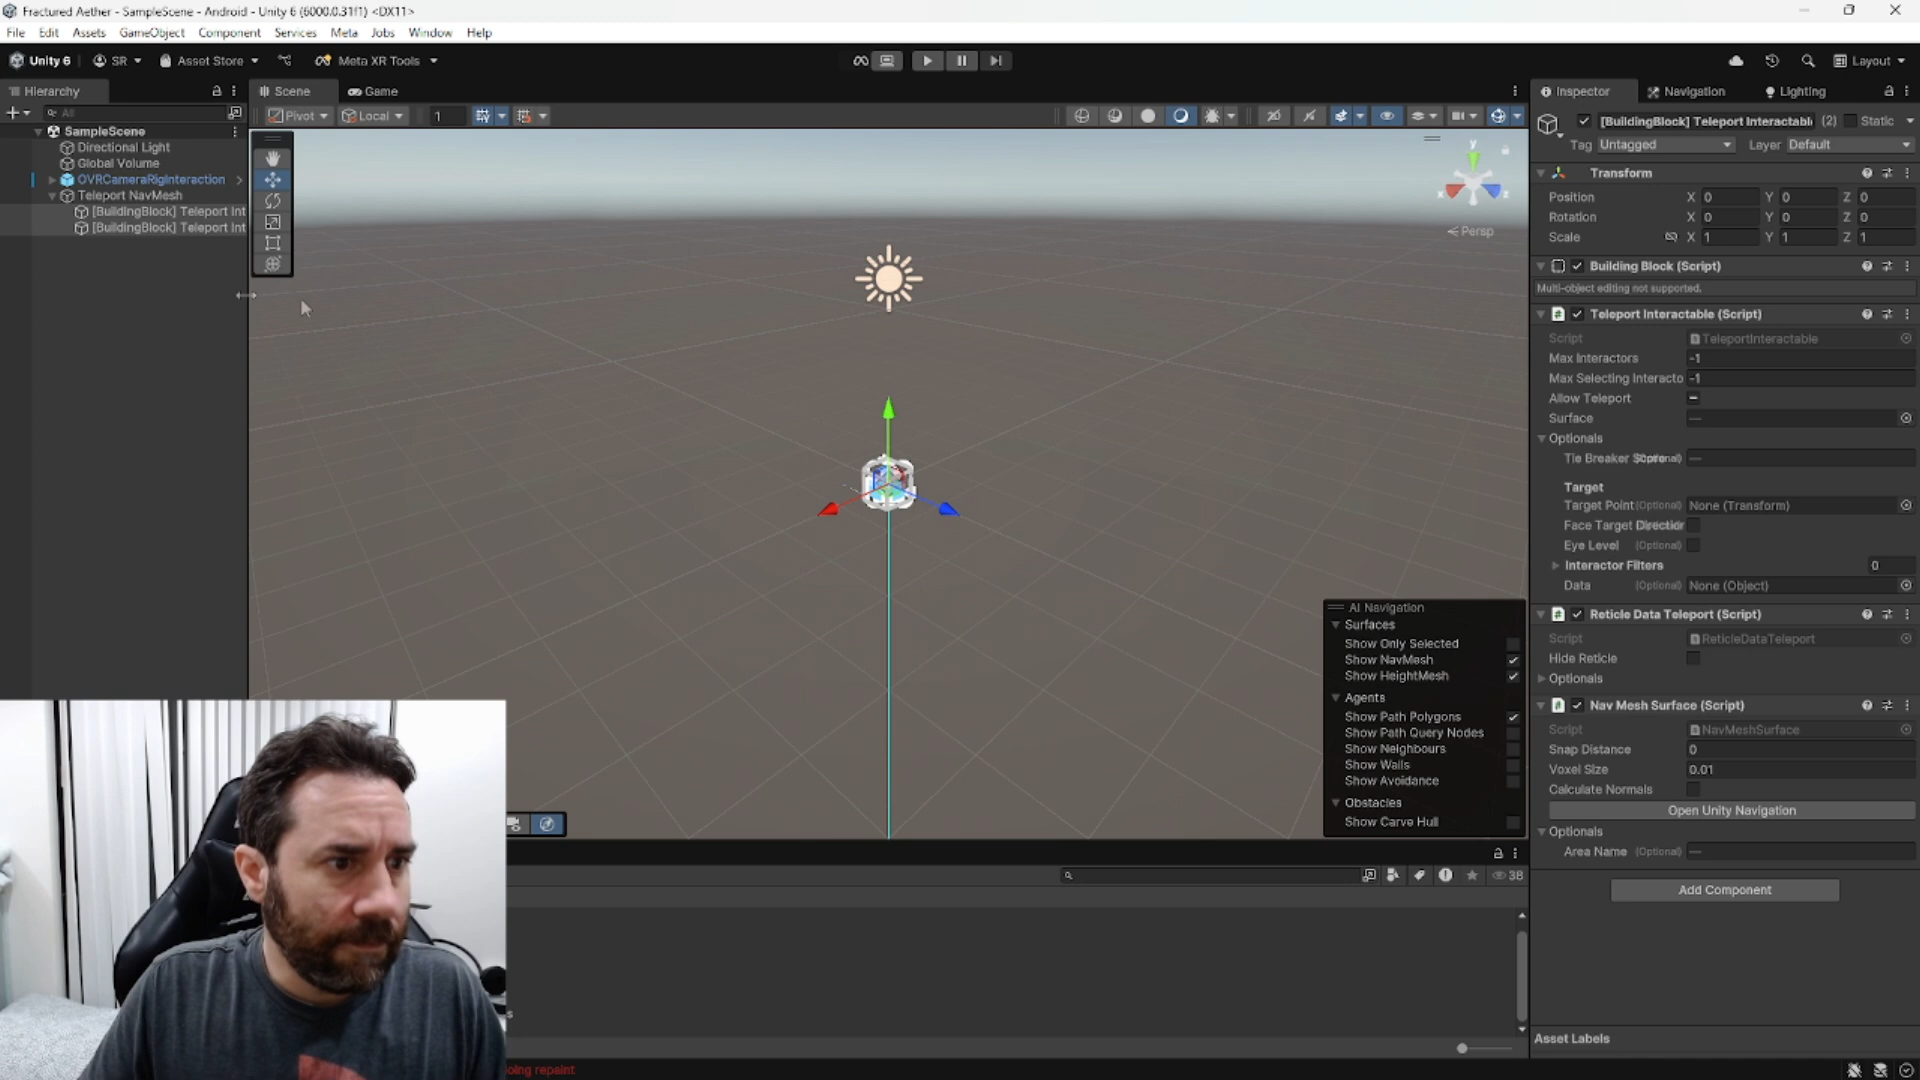 Fractured Aether - SampleScene - Android - Unity 6 (6000.0.31f1) <DX11>
File Edit Assets GameObject Component Services Meta Jobs Window Help
Unity 6 SR Asset Store Meta XR Tools Layout
Hierarchy
All
SampleScene
Directional Light
Global Volume
OVRCameraRigInteraction
Teleport NavMesh
[BuildingBlock] Teleport Int
[BuildingBlock] Teleport Int
Scene Game
Pivot Local 1
y
x
z
Persp
AI Navigation
Surfaces
Show Only Selected
Show NavMesh
Show HeightMesh
Agents
Show Path Polygons
Show Path Query Nodes
Show Neighbours
Show Walls
Show Avoidance
Obstacles
Show Carve Hull
38
oing repaint
Inspector Navigation Lighting
[BuildingBlock] Teleport Interactabl (2) Static
Tag Untagged Layer Default
Transform
Position X 0 Y 0 Z 0
Rotation X 0 Y 0 Z 0
Scale X 1 Y 1 Z 1
Building Block (Script)
Multi-object editing not supported.
Teleport Interactable (Script)
Script TeleportInteractable
Max Interactors -1
Max Selecting Interacto -1
Allow Teleport
Surface —
Optionals
Tie Breaker (Optional) —
Target
Target Point (Optional) None (Transform)
Face Target
Eye Level (Optional)
Interactor Filters 0
Data (Optional) None (Object)
Reticle Data Teleport (Script)
Script ReticleDataTeleport
Hide Reticle
Optionals
Nav Mesh Surface (Script)
Script NavMeshSurface
Snap Distance 0
Voxel Size 0.01
Calculate Normals
Open Unity Navigation
Optionals
Area Name (Optional) —
Add Component
Asset Labels